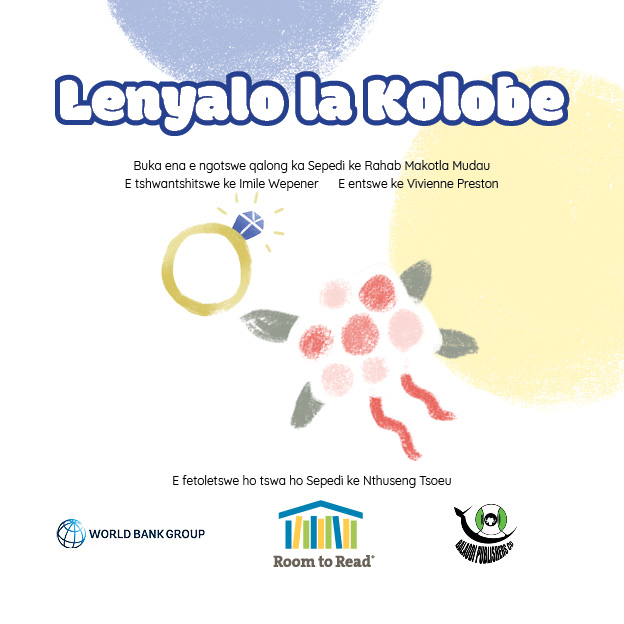 Lenyalo la Kolobe
Buka ena e ngotswe qalong ka Sepedi ke Rahab Makotla Mudau
E tshwantshitswe ke Imile Wepener E entswe ke Vivienne Preston
E fetoletswe ho tswa ho Sepedi ke Nthuseng Tsoeu
WORLD BANK GROUP
Room to Read